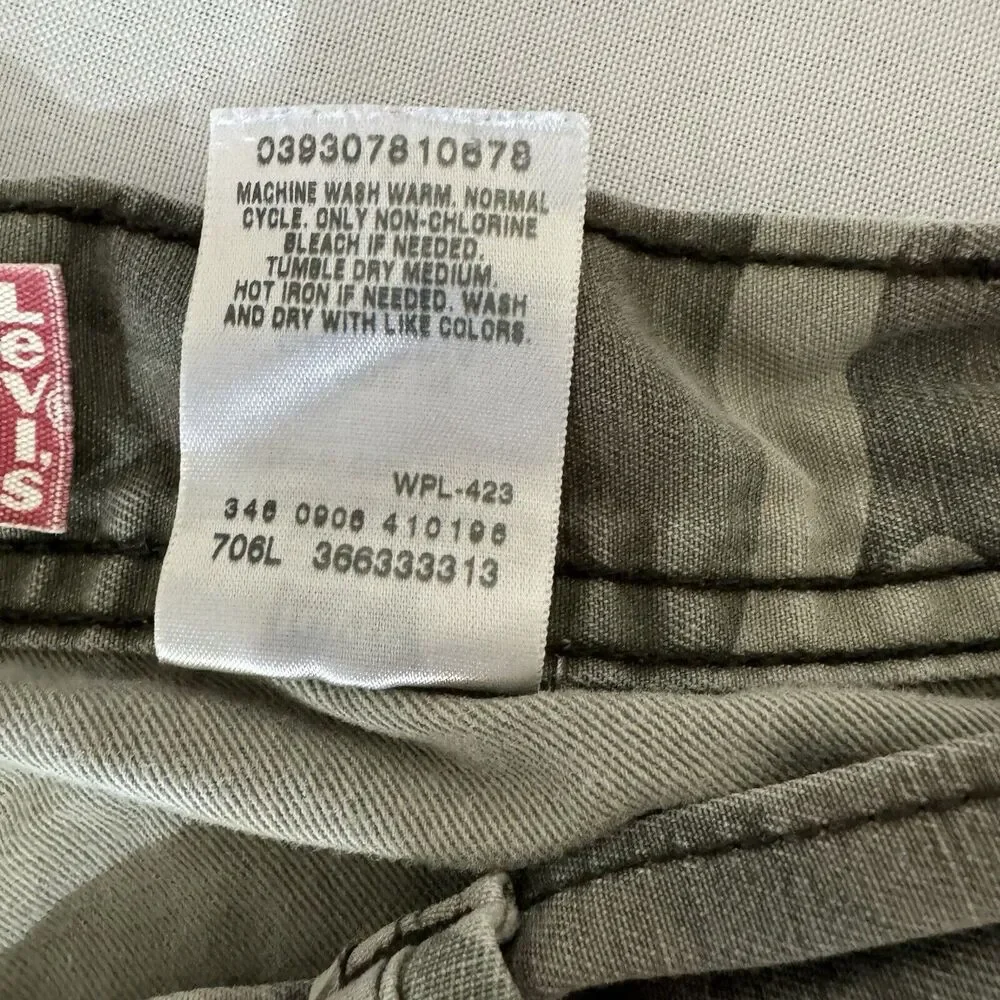 039307810678
MACHINE WASH WARM. NORMAL
CYCLE. ONLY NON-CHLORINE
BLEACH IF NEEDED.
TUMBLE DRY MEDIUM.
HOT IRON IF NEEDED. WASH
AND DRY WITH LIKE COLORS.
Levi's
WPL-423
346 0906 410196
706L 366333313